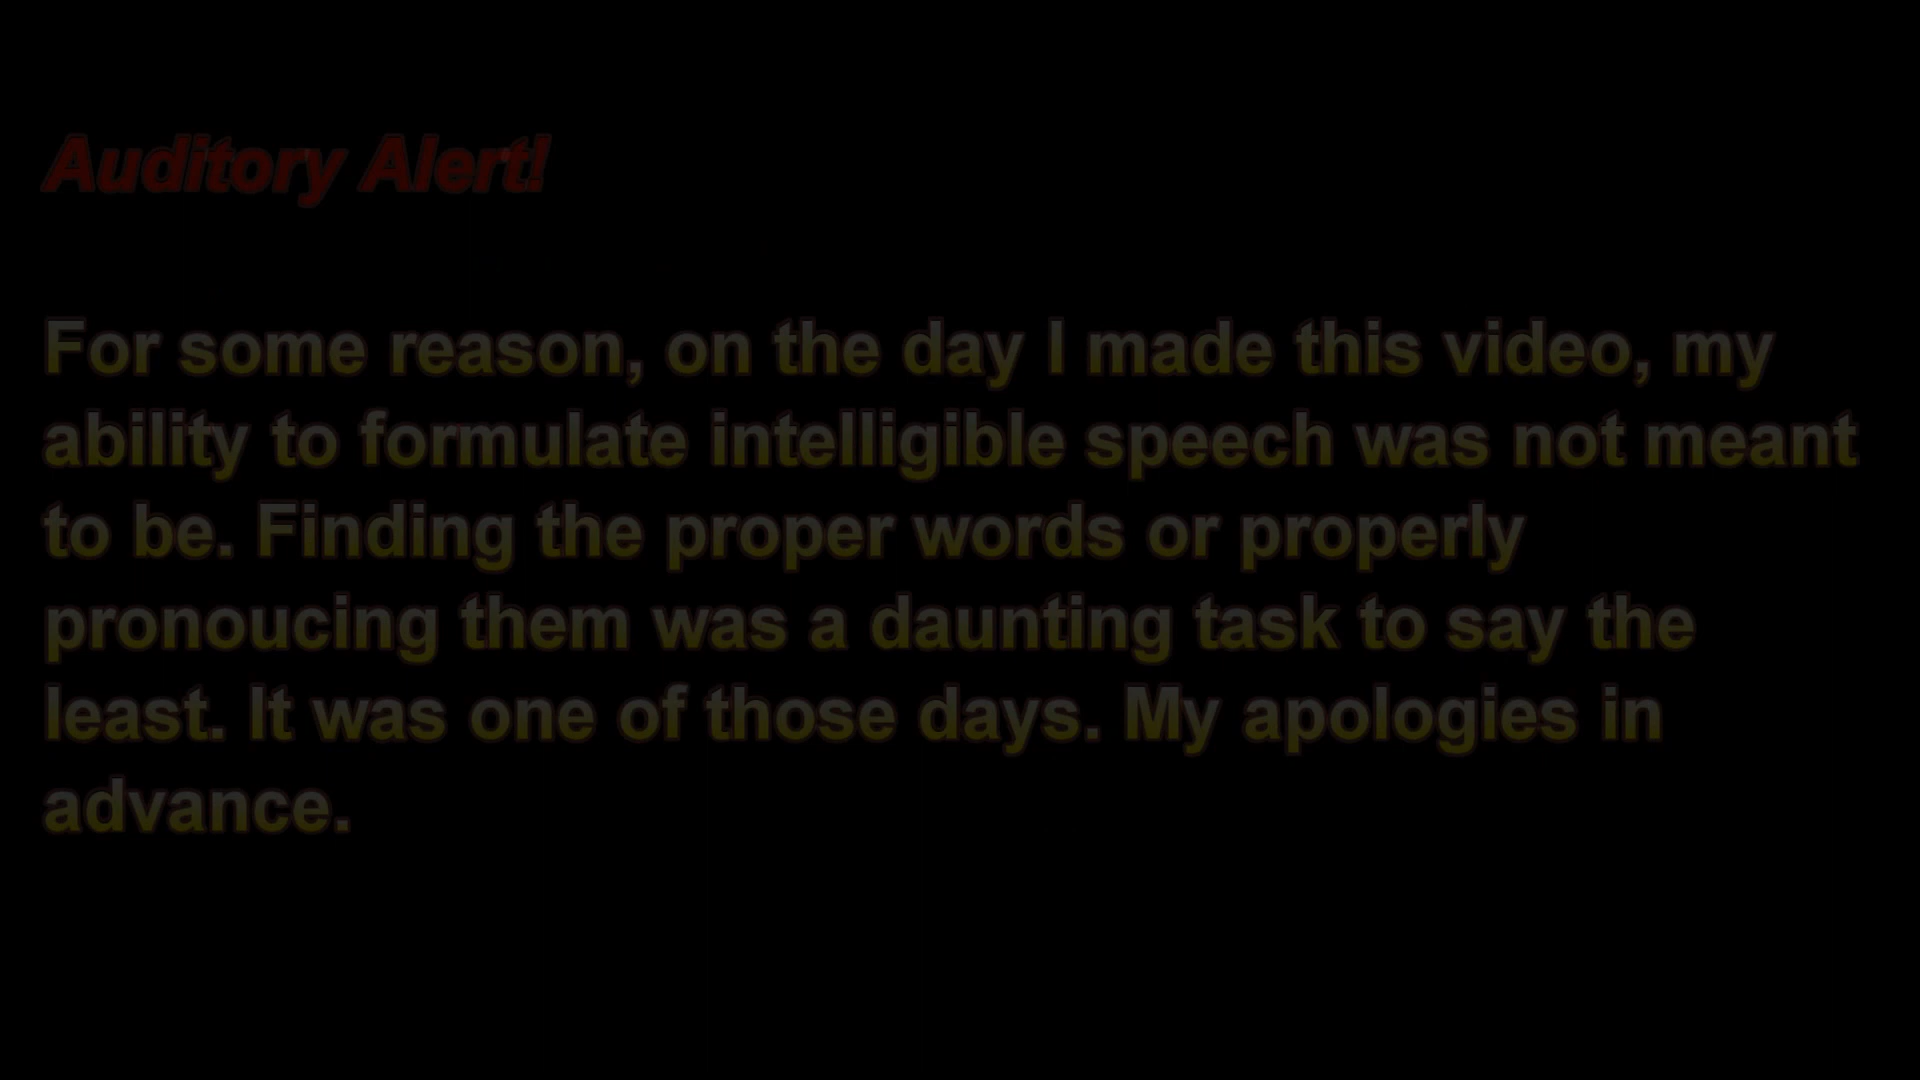 Auditory Alert!
For some reason, on the day I made this video, my
ability to formulate intelligible speech was not meant
to be. Finding the proper words or properly
pronoucing them was a daunting task to say the
least. It was one of those days. My apologies in
advance.